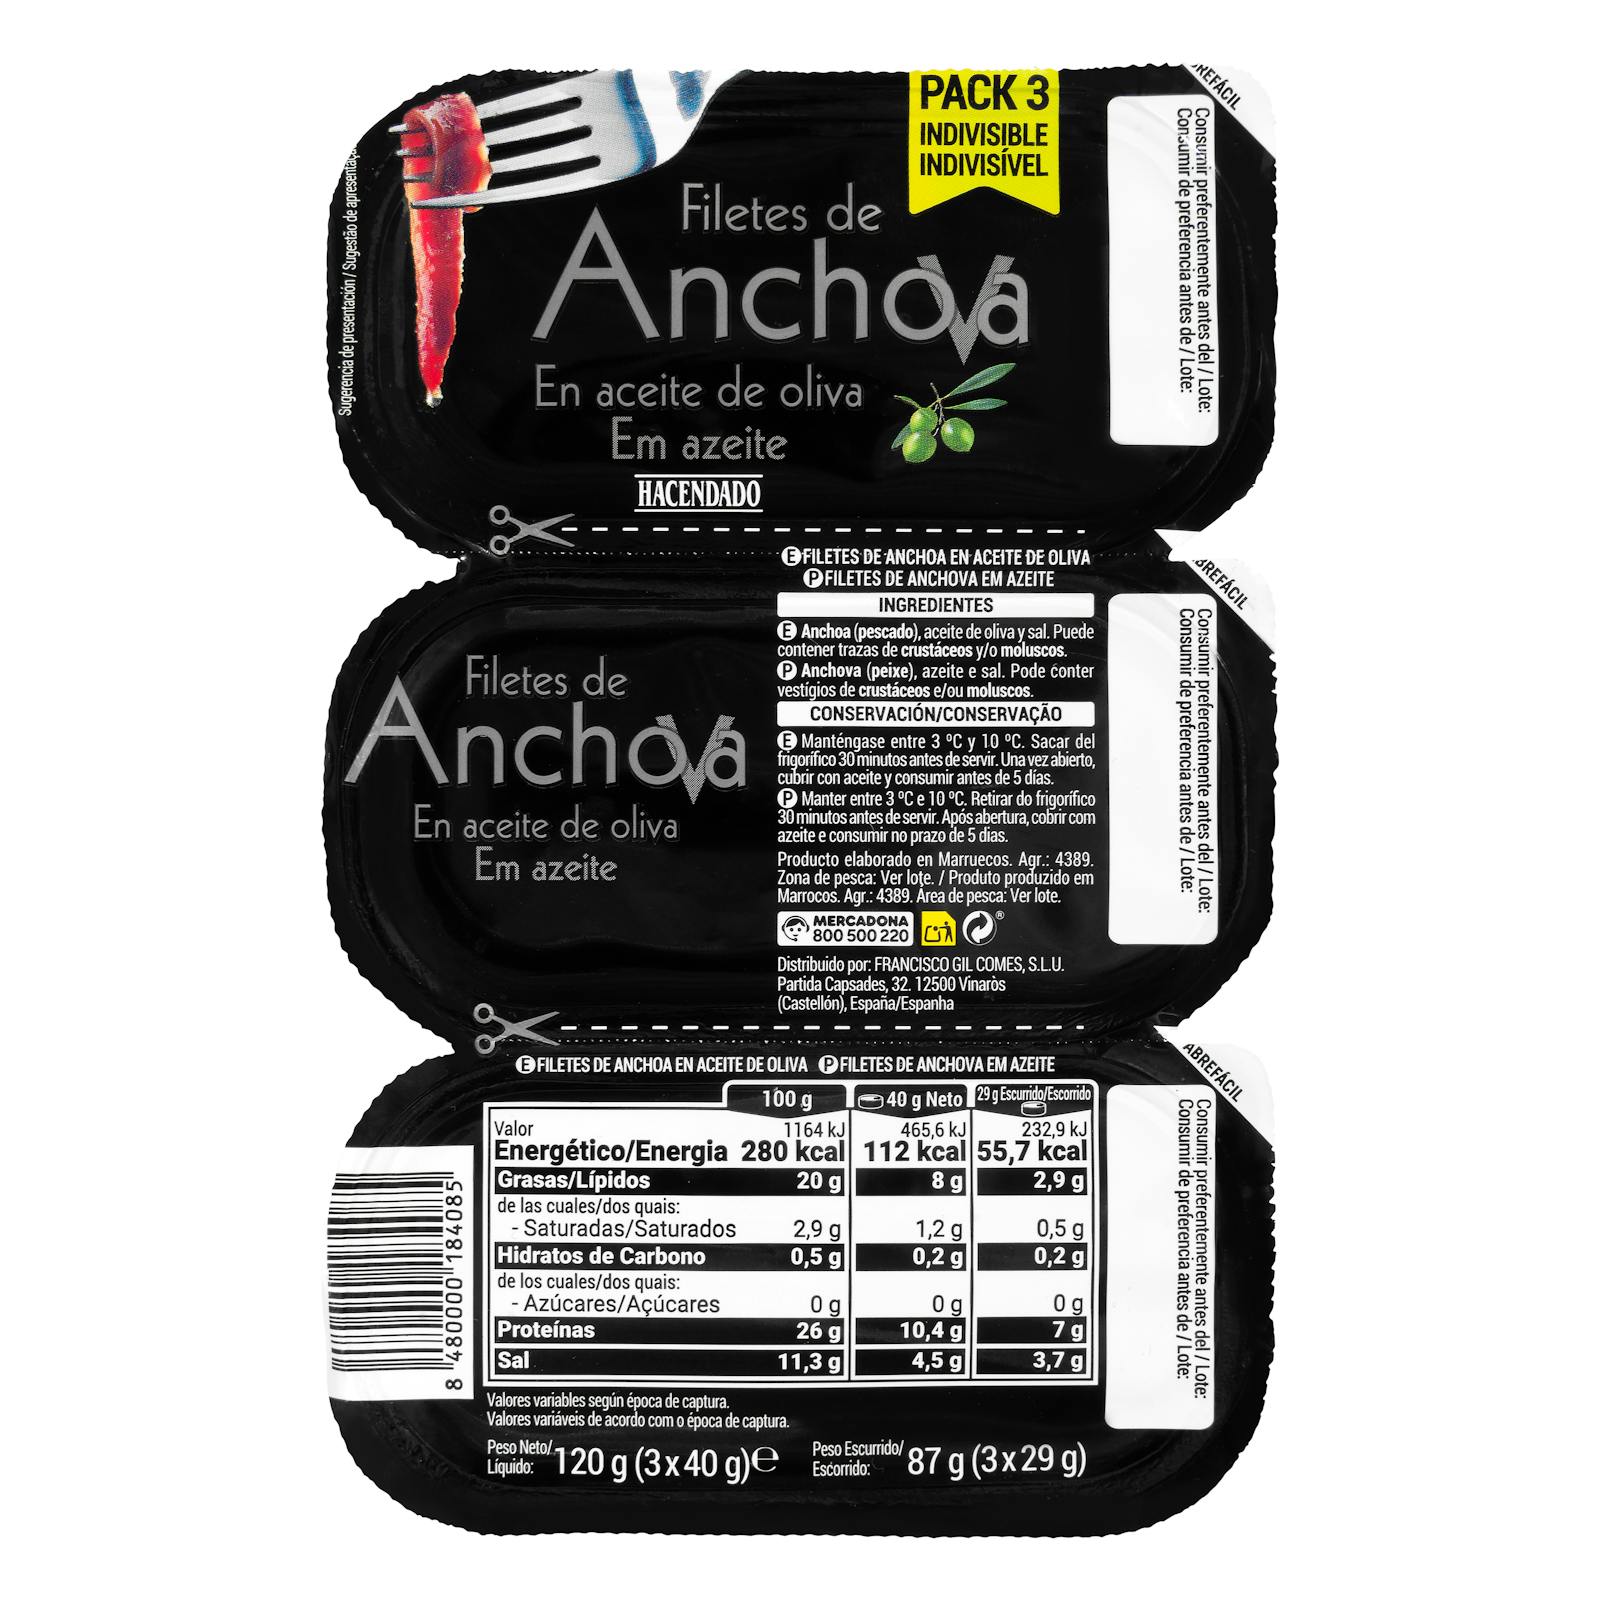 PACK 3
INDIVISIBLE
INDIVISÍVEL
Filetes de
Anchova
En aceite de oliva
Em azeite
HACENDADO
Sugerencia de presentación / Sugestão de
ABREFÁCIL
Consumir preferentemente antes del / Lote:
Consumir de preferencia antes de / Lote:
Filetes de
Anchova
En aceite de oliva
Em azeite
E FILETES DE ANCHOA EN ACEITE DE OLIVA
P FILETES DE ANCHOVA EM AZEITE
INGREDIENTES
E Anchoa (pescado), aceite de oliva y sal. Puede
contener trazas de crustáceos y/o moluscos.
P Anchova (peixe), azeite e sal. Pode conter
vestígios de crustáceos e/ou moluscos.
CONSERVACIÓN/CONSERVAÇÃO
E Manténgase entre 3 ºC y 10 ºC. Sacar del
frigorífico 30 minutos antes de servir. Una vez abierto,
cubrir con aceite y consumir antes de 5 días.
P Manter entre 3 ºC e 10 ºC. Retirar do frigorífico
30 minutos antes de servir. Após abertura, cobrir com
azeite e consumir no prazo de 5 dias.
Producto elaborado en Marruecos. Agr.: 4389.
Zona de pesca: Ver lote. / Produto produzido em
Marrocos. Agr.: 4389. Área de pesca: Ver lote.
MERCADONA
800 500 220
®
Distribuido por: FRANCISCO GIL COMES, S.L.U.
Partida Capsades, 32. 12500 Vinaròs
(Castellón), España/Espanha
ABREFÁCIL
Consumir preferentemente antes del / Lote:
Consumir de preferencia antes de / Lote:
E FILETES DE ANCHOA EN ACEITE DE OLIVA P FILETES DE ANCHOVA EM AZEITE
100 g 40 g Neto 29 g Escurrido/Escorrido
Valor 1164 kJ 465,6 kJ 232,9 kJ
Energético/Energia 280 kcal 112 kcal 55,7 kcal
Grasas/Lípidos 20 g 8 g 2,9 g
de las cuales/dos quais:
- Saturadas/Saturados 2,9 g 1,2 g 0,5 g
Hidratos de Carbono 0,5 g 0,2 g 0,2 g
de los cuales/dos quais:
- Azúcares/Açúcares 0 g 0 g 0 g
Proteínas 26 g 10,4 g 7 g
Sal 11,3 g 4,5 g 3,7 g
Valores variables según época de captura.
Valores variáveis de acordo com o época de captura.
Peso Neto/
Líquido: 120 g (3 x 40 g) ℮
Peso Escurrido/
Escorrido: 87 g (3 x 29 g)
8 480000 184085
ABREFÁCIL
Consumir preferentemente antes del / Lote:
Consumir de preferencia antes de / Lote: